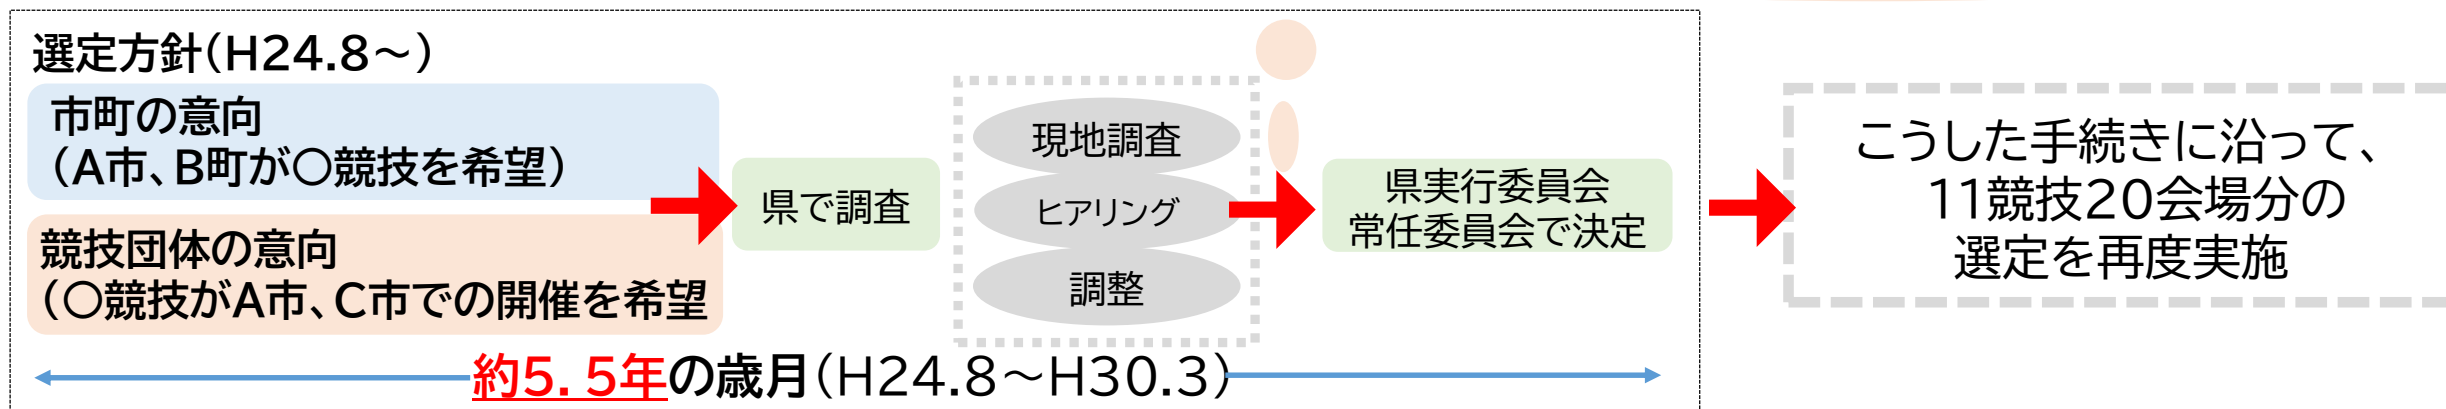 選定方針(H24.8～)
市町の意向
(A市、B町が○競技を希望)
競技団体の意向
(○競技がA市、C市での開催を希望
県で調査
現地調査
ヒアリング
調整
県実行委員会
常任委員会で決定
こうした手続きに沿って、
11競技20会場分の
選定を再度実施
約5.5年の歳月(H24.8～H30.3)